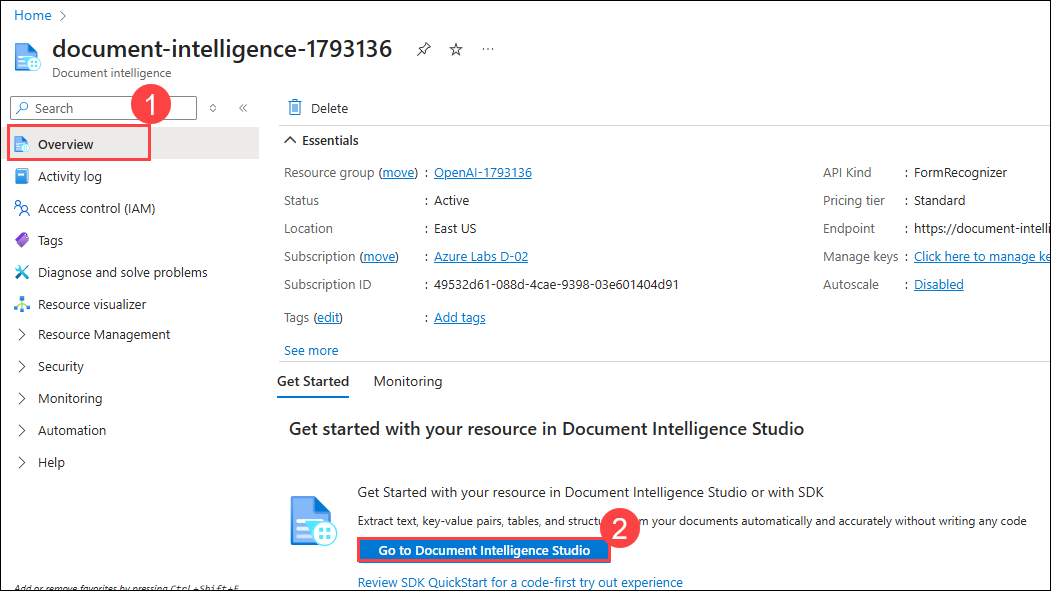 Home
document-intelligence-1793136
Document intelligence
Search
1
Overview
Activity log
Access control (IAM)
Tags
Diagnose and solve problems
Resource visualizer
Resource Management
Security
Monitoring
Automation
Help
Add or remove favorites by pressing Ctrl+Shift+F
Delete
Essentials
Resource group (move) : OpenAI-1793136
Status : Active
Location : East US
Subscription (move) : Azure Labs D-02
Subscription ID : 49532d61-088d-4cae-9398-03e601404d91
Tags (edit) : Add tags
See more
API Kind : FormRecognizer
Pricing tier : Standard
Endpoint : https://document-intelli
Manage keys : Click here to manage ke
Autoscale : Disabled
Get Started Monitoring
Get started with your resource in Document Intelligence Studio
Get Started with your resource in Document Intelligence Studio or with SDK
Extract text, key-value pairs, tables, and structu m your documents automatically and accurately without writing any code
2
Go to Document Intelligence Studio
Review SDK QuickStart for a code-first try out experience